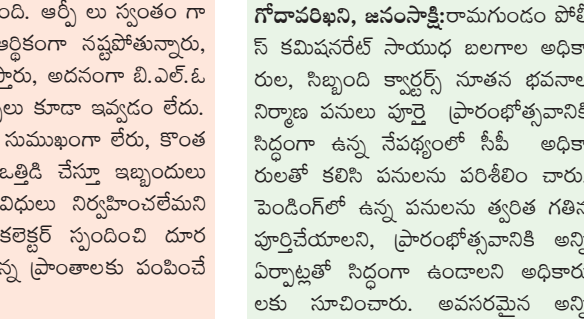 ంది. ఆర్పీ లు స్వంతం గా
ఆర్థికంగా నష్టపోతున్నారు,
స్తారు, అదనంగా బి.ఎల్.ఓ
లు కూడా ఇవ్వడం లేదు.
సుముఖంగా లేరు, కొంత
ఒత్తిడి చేస్తూ ఇబ్బందులు
విధులు నిర్వహించలేమని
కలెక్టర్ స్పందించి దూర
న్న ప్రాంతాలకు పంపించే
గోదావరిఖని, జనంసాక్షి:రామగుండం పోలీ
స్ కమిషనరేట్ సాయుధ బలగాల అధికా
రుల, సిబ్బంది క్వార్టర్స్ నూతన భవనాల
నిర్మాణ పనులు పూర్తై ప్రారంభోత్సవానికి
సిద్ధంగా ఉన్న నేపథ్యంలో సీపీ అధికా
రులతో కలిసి పనులను పరిశీలిం చారు.
పెండింగ్‌లో ఉన్న పనులను త్వరిత గతిన
పూర్తిచేయాలని, ప్రారంభోత్సవానికి అన్ని
ఏర్పాట్లతో సిద్ధంగా ఉండాలని అధికారు
లకు సూచించారు. అవసరమైన అన్ని